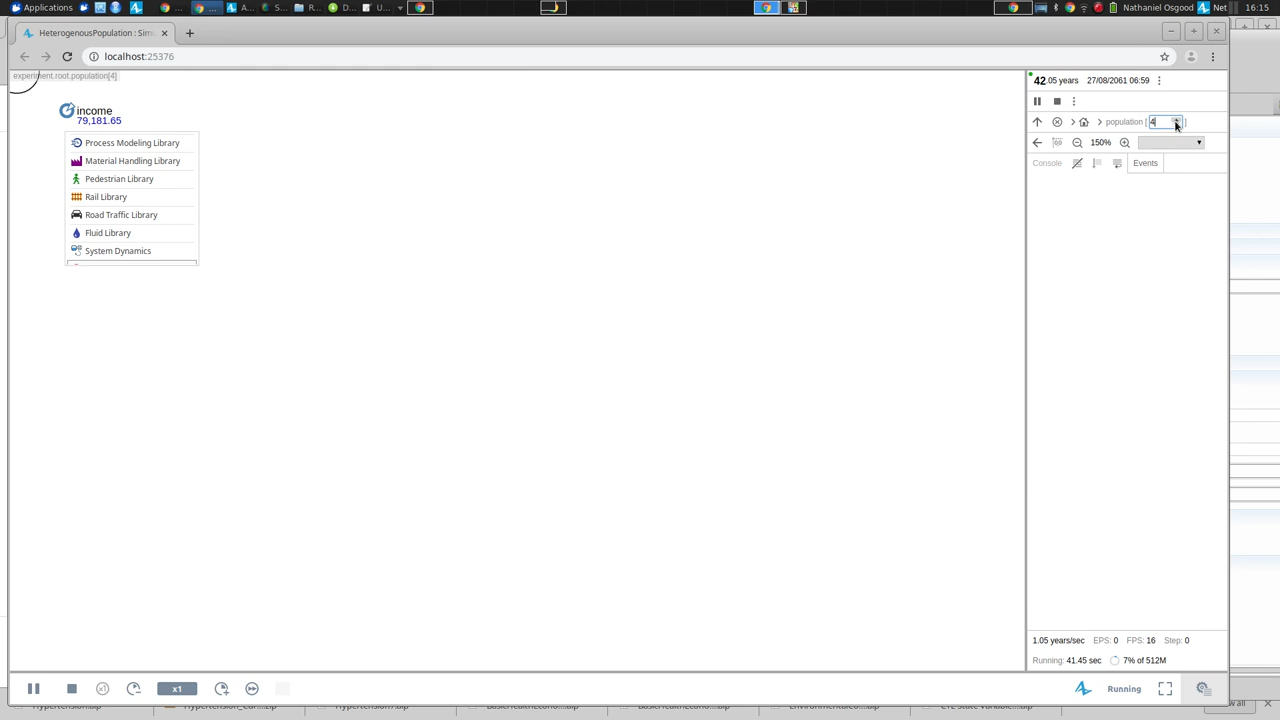 Applications
S...
R...
D...
U...
A...
Nathaniel Osgood
Net
16:15
HeterogenousPopulation : Sim
localhost:25376
experiment.root.population[4]
income
79,181.65
Process Modeling Library
Material Handling Library
Pedestrian Library
Rail Library
Road Traffic Library
Fluid Library
System Dynamics
42.05 years 27/08/2061 06:59
population [ 4 ]
150%
Console
Events
1.05 years/sec EPS: 0 FPS: 16 Step: 0
Running: 41.45 sec 7% of 512M
x1
x1
Running